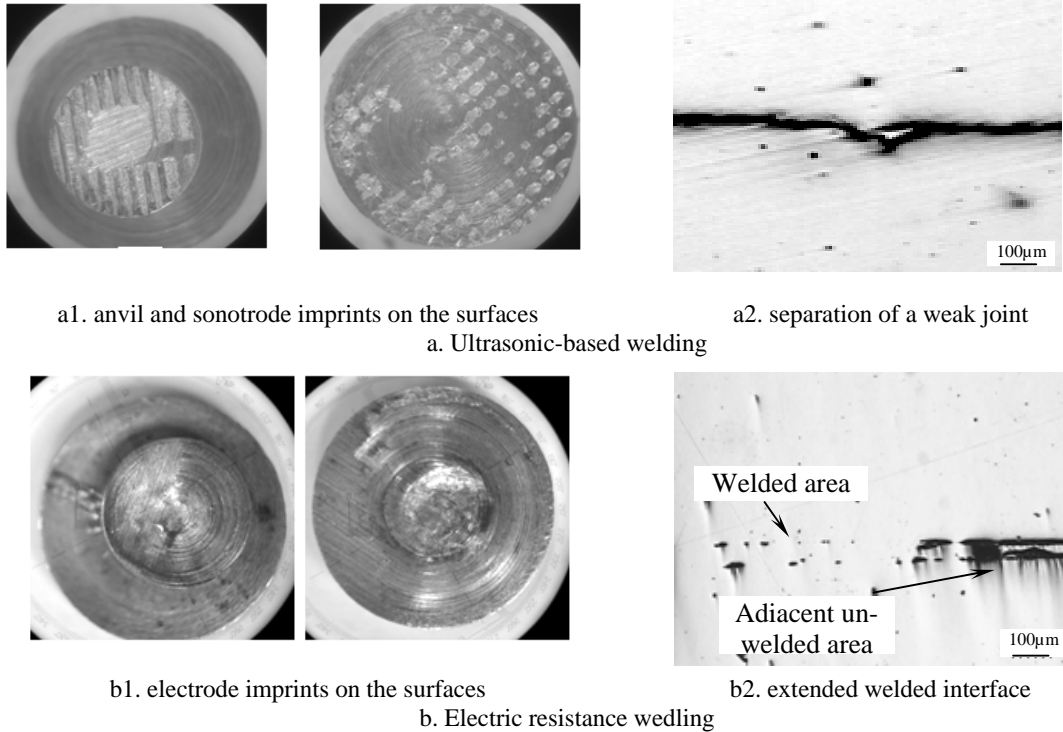 100µm
a1. anvil and sonotrode imprints on the surfaces
a2. separation of a weak joint
a. Ultrasonic-based welding
Welded area
Adiacent un-
welded area
100µm
b1. electrode imprints on the surfaces
b2. extended welded interface
b. Electric resistance wedling